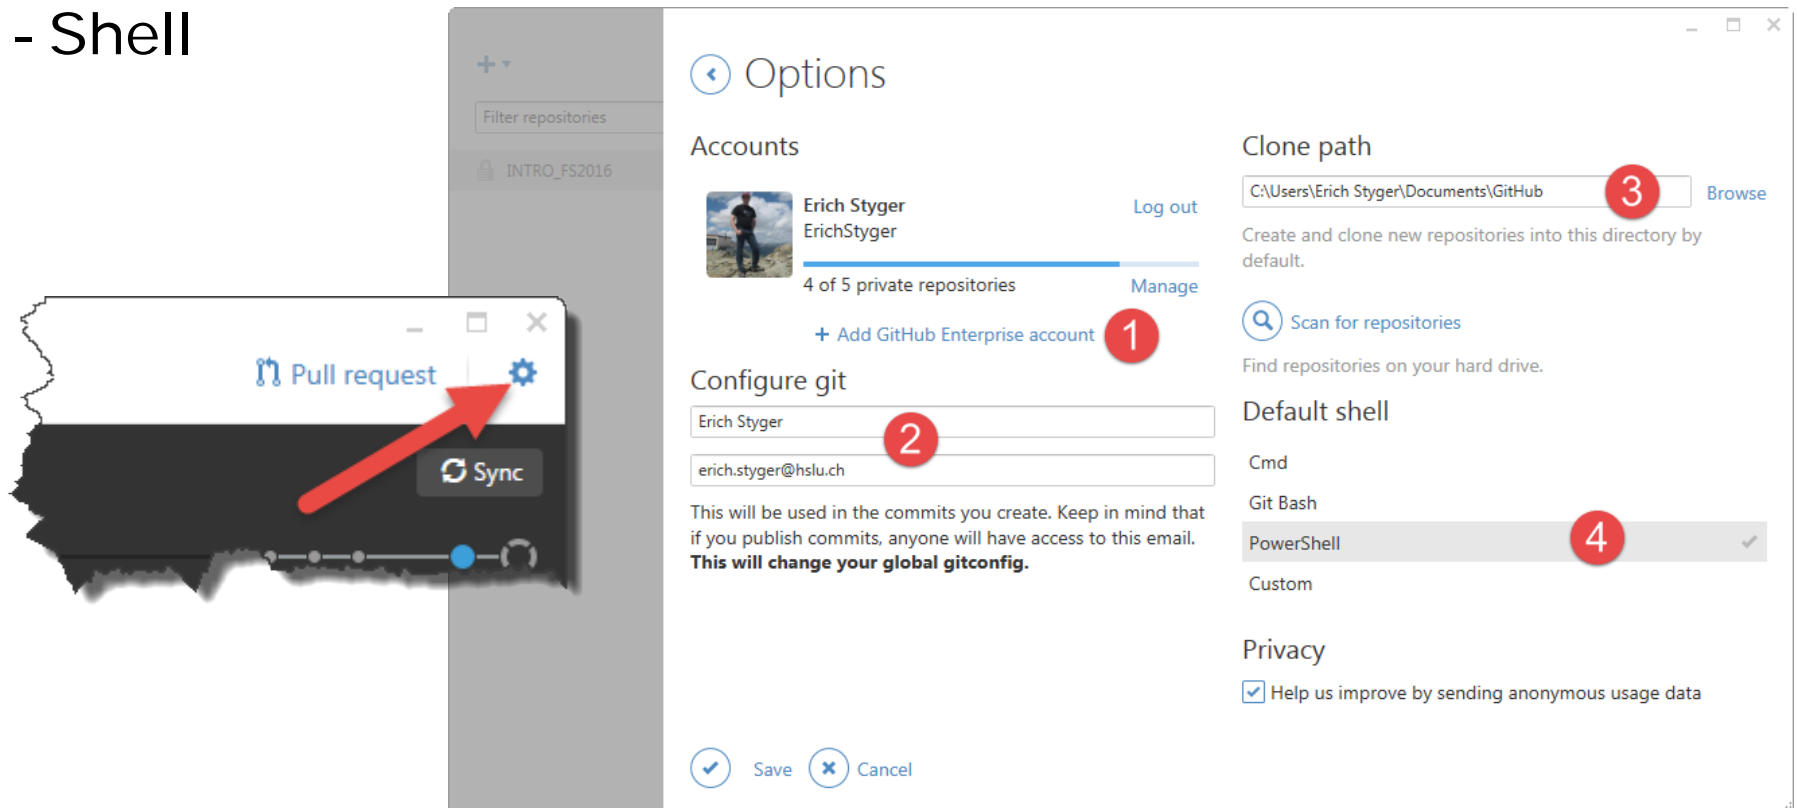 - Shell
Filter repositories
INTRO_FS2016
Pull request
Sync
Options
Accounts
Erich Styger
ErichStyger
Log out
4 of 5 private repositories
Manage
+ Add GitHub Enterprise account
1
Configure git
Erich Styger
2
erich.styger@hslu.ch
This will be used in the commits you create. Keep in mind that
if you publish commits, anyone will have access to this email.
This will change your global gitconfig.
Save
Cancel
Clone path
C:\Users\Erich Styger\Documents\GitHub
3
Browse
Create and clone new repositories into this directory by
default.
Scan for repositories
Find repositories on your hard drive.
Default shell
Cmd
Git Bash
PowerShell
4
Custom
Privacy
Help us improve by sending anonymous usage data